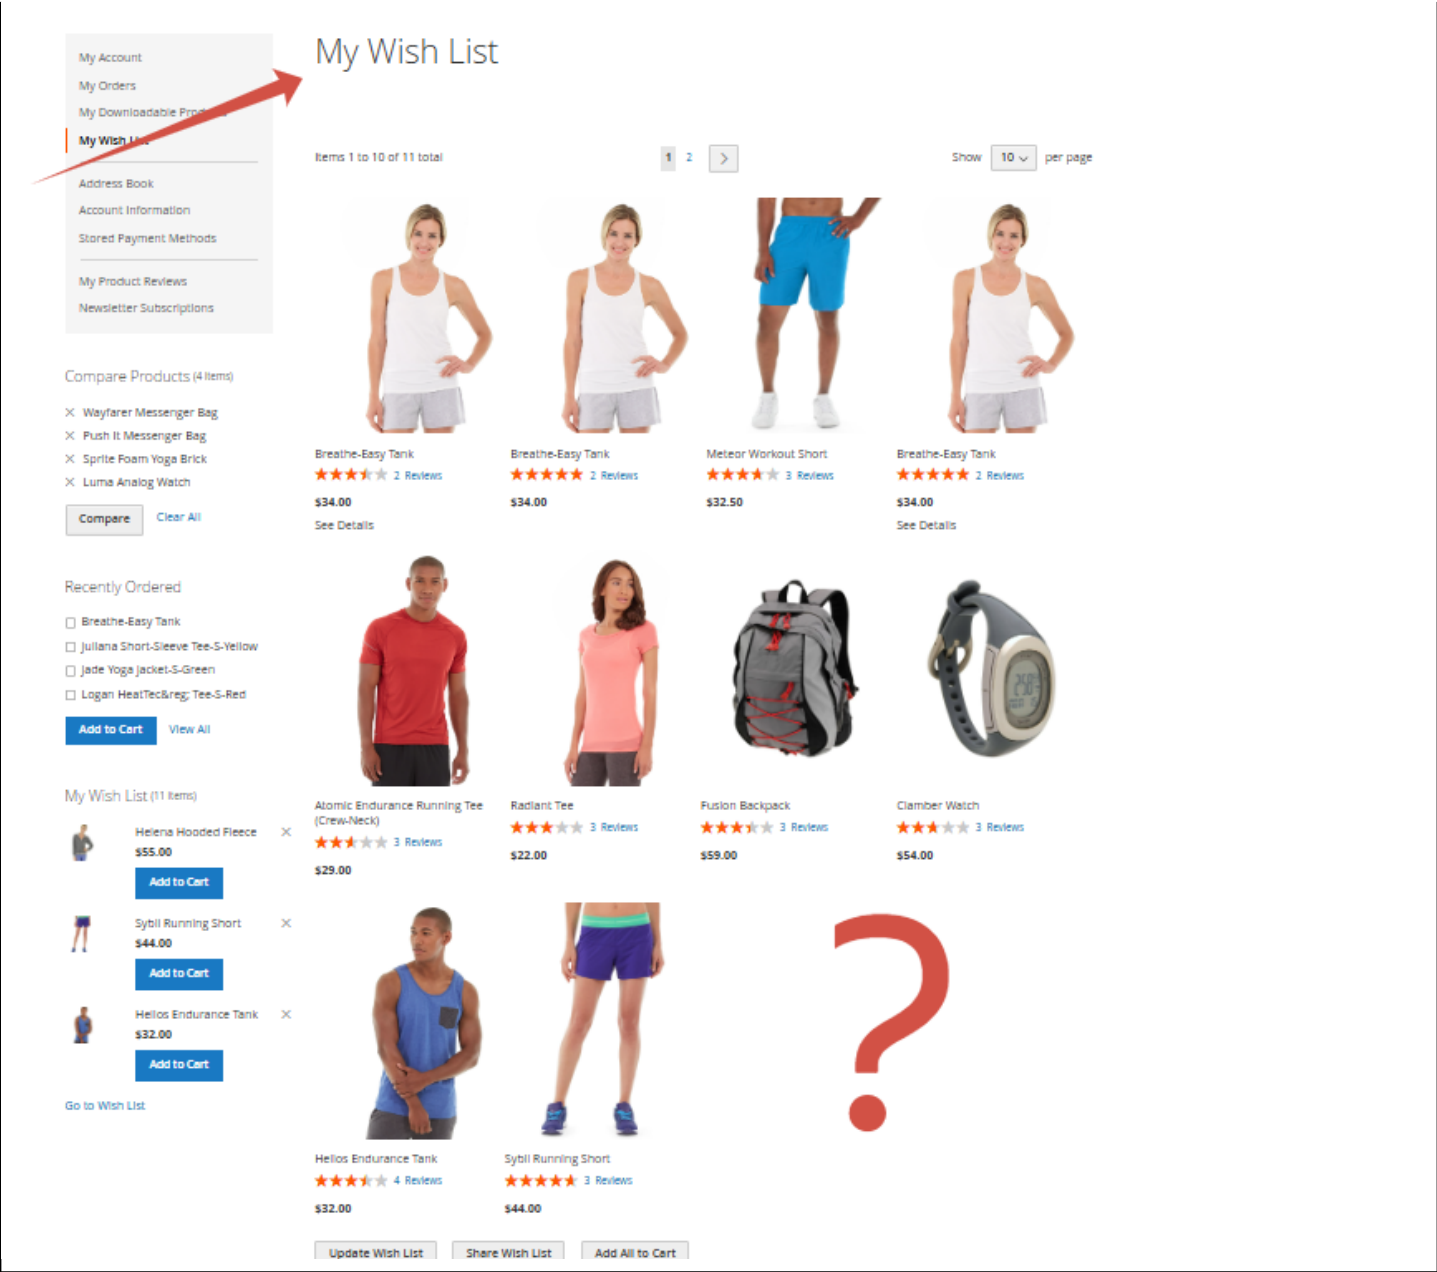 My Account
My Orders
My Downloadable
My Wish
Address Book
Account Information
Stored Payment Methods
My Product Reviews
Newsletter Subscriptions
Compare Products (4 items)
Wayfarer Messenger Bag
Push It Messenger Bag
Sprite Foam Yoga Brick
Luma Analog Watch
Compare Clear All
Recently Ordered
Breathe-Easy Tank
Juliana Short-Sleeve Tee-S-Yellow
Jade Yoga Jacket-S-Green
Logan HeatTec&reg; Tee-S-Red
Add to Cart View All
My Wish List (11 items)
Helena Hooded Fleece
$55.00
Add to Cart
Sybil Running Short
$44.00
Add to Cart
Helios Endurance Tank
$32.00
Add to Cart
Go to Wish List
My Wish List
Items 1 to 10 of 11 total 1 2 Show 10 per page
Breathe-Easy Tank
2 Reviews
$34.00
See Details
Breathe-Easy Tank
2 Reviews
$34.00
Meteor Workout Short
3 Reviews
$32.50
Breathe-Easy Tank
2 Reviews
$34.00
See Details
Atomic Endurance Running Tee
(Crew-Neck)
3 Reviews
$29.00
Radiant Tee
3 Reviews
$22.00
Fusion Backpack
3 Reviews
$59.00
Clamber Watch
3 Reviews
$54.00
Helios Endurance Tank
4 Reviews
$32.00
Sybil Running Short
3 Reviews
$44.00
?
Update Wish List Share Wish List Add All to Cart